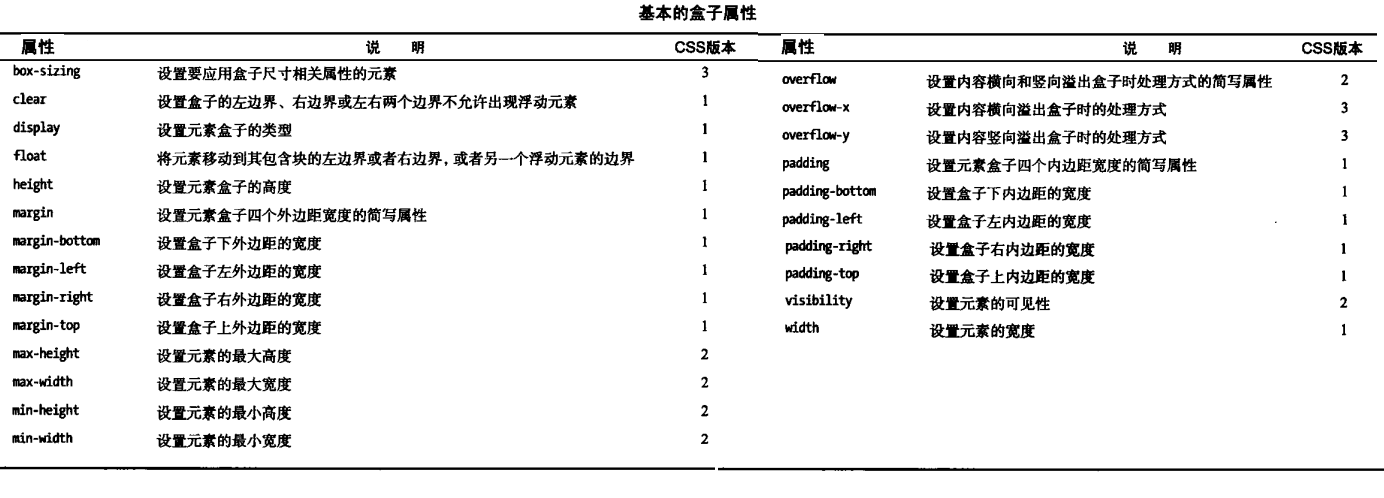 基本的盒子属性
属性 说 明 CSS版本
box-sizing 设置要应用盒子尺寸相关属性的元素 3
clear 设置盒子的左边界、右边界或左右两个边界不允许出现浮动元素 1
display 设置元素盒子的类型 1
float 将元素移动到其包含块的左边界或者右边界，或者另一个浮动元素的边界 1
height 设置元素盒子的高度 1
margin 设置元素盒子四个外边距宽度的简写属性 1
margin-bottom 设置盒子下外边距的宽度 1
margin-left 设置盒子左外边距的宽度 1
margin-right 设置盒子右外边距的宽度 1
margin-top 设置盒子上外边距的宽度 1
max-height 设置元素的最大高度 2
max-width 设置元素的最大宽度 2
min-height 设置元素的最小高度 2
min-width 设置元素的最小宽度 2
属性 说 明 CSS版本
overflow 设置内容横向和竖向溢出盒子时处理方式的简写属性 2
overflow-x 设置内容横向溢出盒子时的处理方式 3
overflow-y 设置内容竖向溢出盒子时的处理方式 3
padding 设置元素盒子四个内边距宽度的简写属性 1
padding-bottom 设置盒子下内边距的宽度 1
padding-left 设置盒子左内边距的宽度 1
padding-right 设置盒子右内边距的宽度 1
padding-top 设置盒子上内边距的宽度 1
visibility 设置元素的可见性 2
width 设置元素的宽度 1